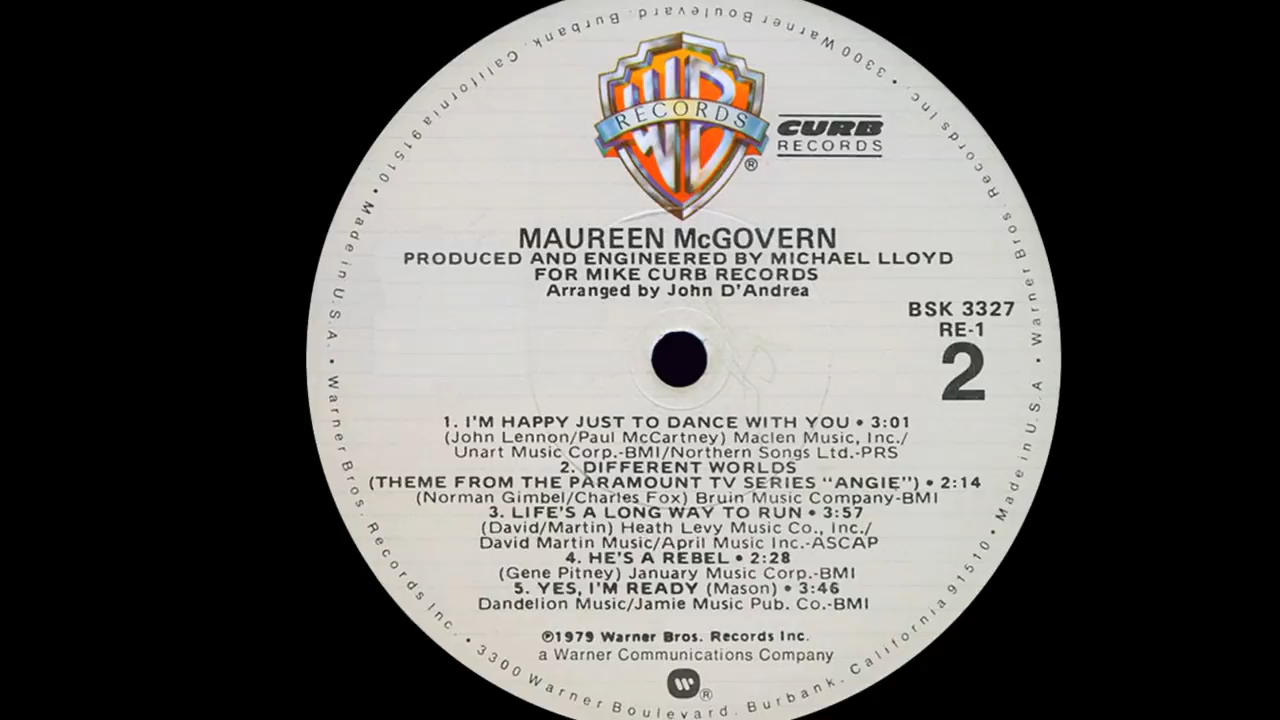 WB
RECORDS
®
CURB
RECORDS
MAUREEN McGOVERN
PRODUCED AND ENGINEERED BY MICHAEL LLOYD
FOR MIKE CURB RECORDS
Arranged by John D'Andrea
BSK 3327
RE-1
2
1. I'M HAPPY JUST TO DANCE WITH YOU • 3:01
(John Lennon/Paul McCartney) Maclen Music, Inc./
Unart Music Corp.-BMI/Northern Songs Ltd.-PRS
2. DIFFERENT WORLDS
(THEME FROM THE PARAMOUNT TV SERIES "ANGIE") • 2:14
(Norman Gimbel/Charles Fox) Bruin Music Company-BMI
3. LIFE'S A LONG WAY TO RUN • 3:57
(David/Martin) Heath Levy Music Co., Inc./
David Martin Music/April Music Inc.-ASCAP
4. HE'S A REBEL • 2:28
(Gene Pitney) January Music Corp.-BMI
5. YES, I'M READY (Mason) • 3:46
Dandelion Music/Jamie Music Pub. Co.-BMI
℗1979 Warner Bros. Records Inc.
a Warner Communications Company
W®
Warner Bros. Records Inc. • 3300 Warner Boulevard. Burbank. California 91510 • Made in U.S.A. • Warner Bros. Records Inc. • 3300 Warner Boulevard. Burbank. California 91510 • Made in U.S.A. •